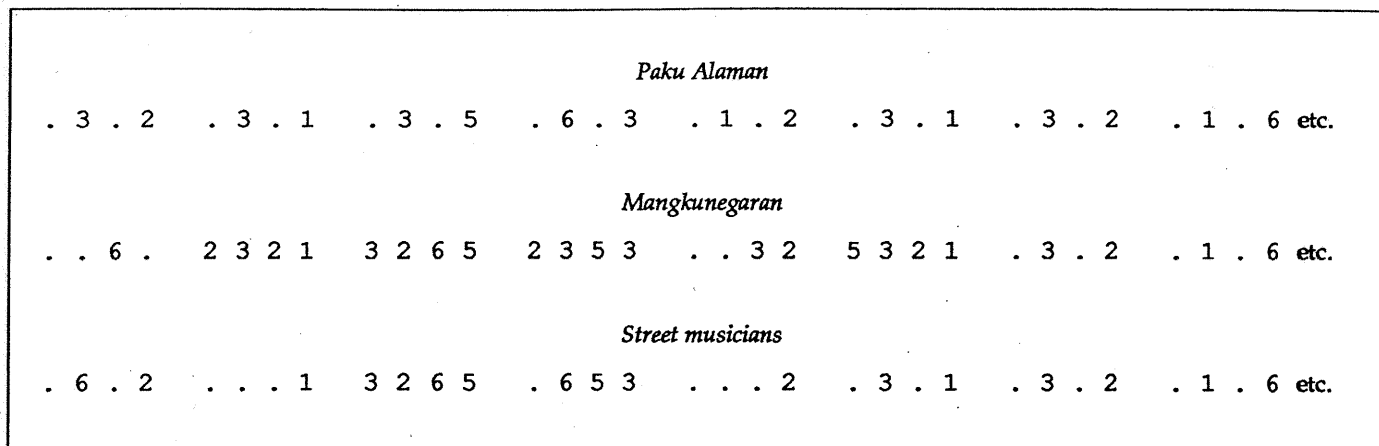 Paku Alaman
. 3 . 2 . 3 . 1 . 3 . 5 . 6 . 3 . 1 . 2 . 3 . 1 . 3 . 2 . 1 . 6 etc.
Mangkunegaran
. . 6 . 2 3 2 1 3 2 6 5 2 3 5 3 . . 3 2 5 3 2 1 . 3 . 2 . 1 . 6 etc.
Street musicians
. 6 . 2 . . . 1 3 2 6 5 . 6 5 3 . . . 2 . 3 . 1 . 3 . 2 . 1 . 6 etc.